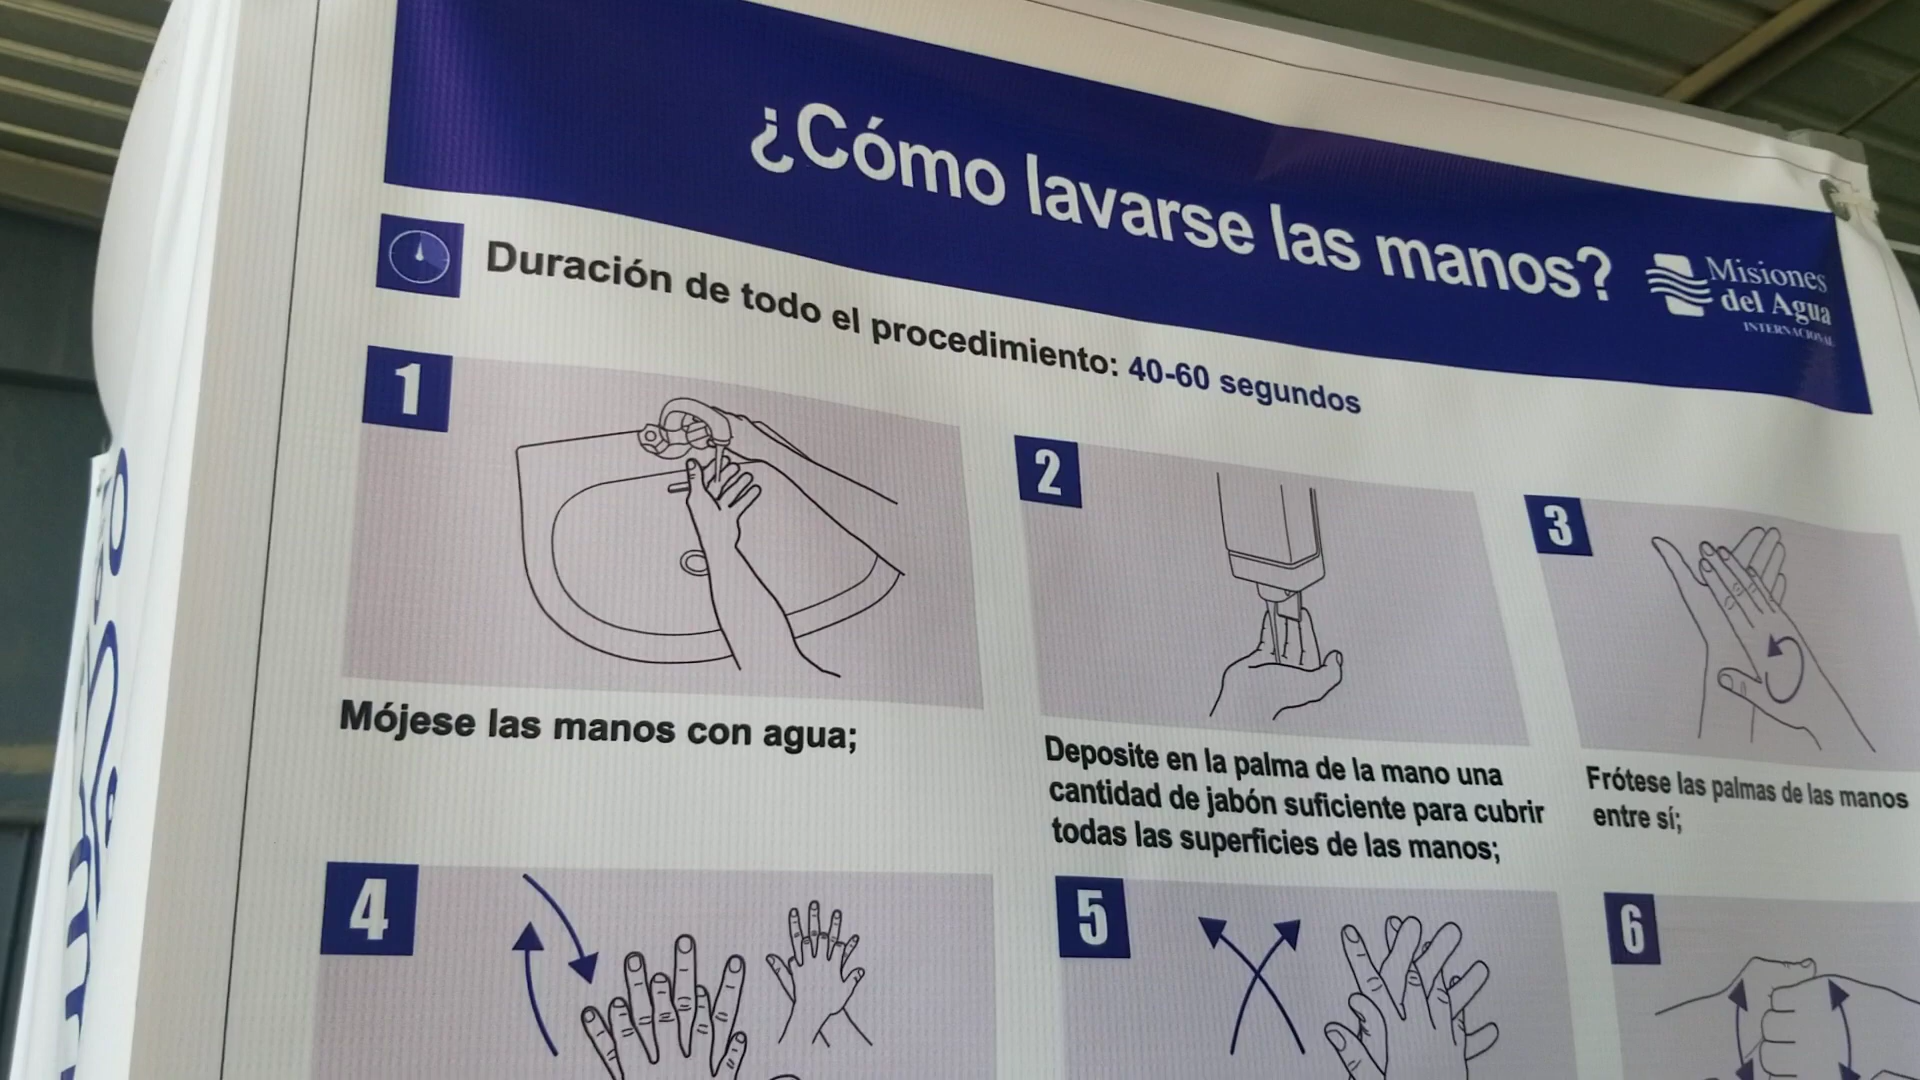 ¿Cómo lavarse las manos?
Misiones
del Agua
INTERNACIONAL
Duración de todo el procedimiento: 40-60 segundos
1
2
3
Mójese las manos con agua;
Deposite en la palma de la mano una
cantidad de jabón suficiente para cubrir
todas las superficies de las manos;
Frótese las palmas de las manos
entre sí;
4
5
6